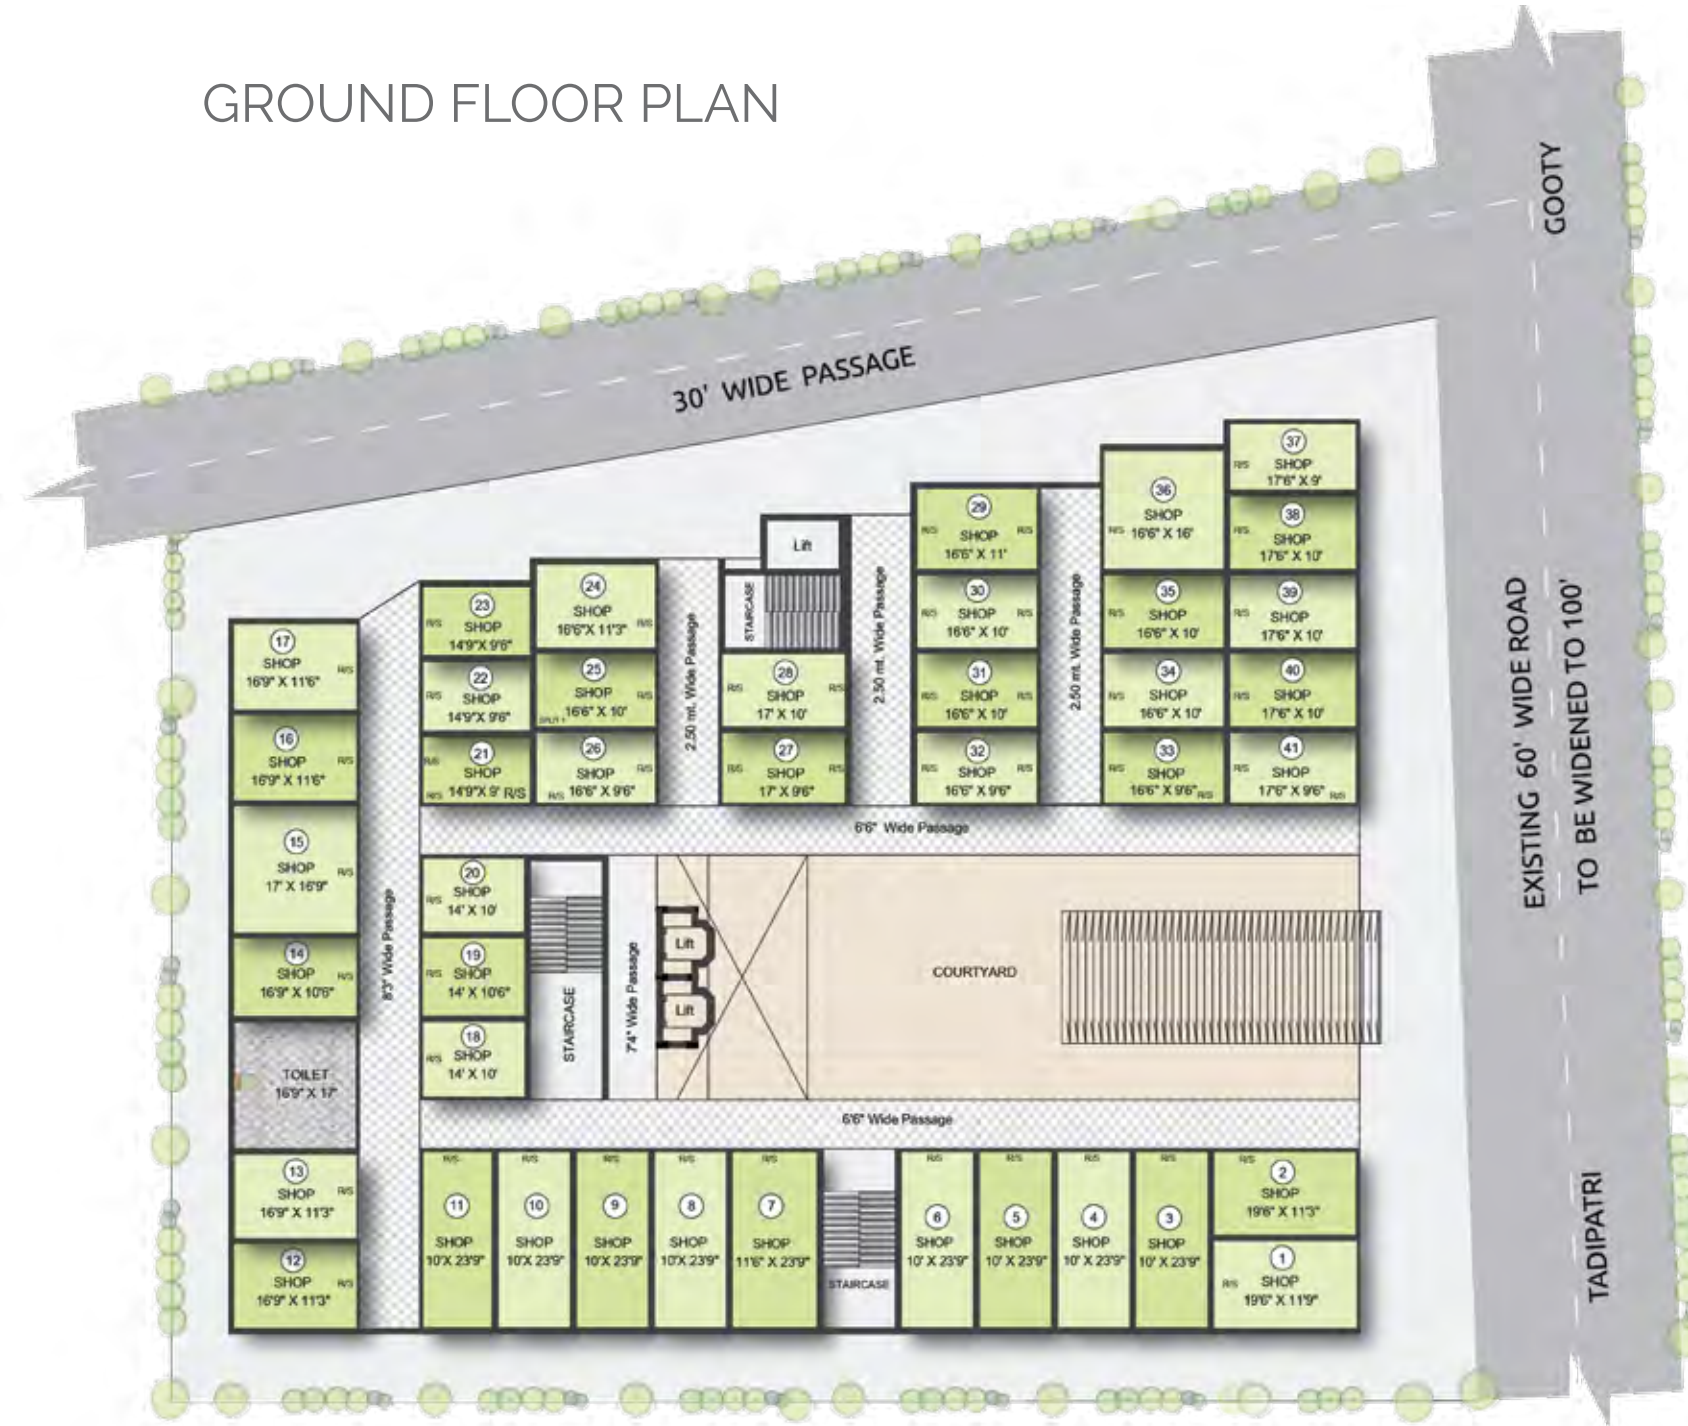 GROUND FLOOR PLAN
GOOTY
30' WIDE PASSAGE
EXISTING 60' WIDE ROAD
TO BE WIDENED TO 100'
TADIPATRI
37
R/S SHOP
17'6" X 9'
38
SHOP
17'6" X 10'
36
SHOP
R/S 16'6" X 16'
29
R/S SHOP R/S
16'6" X 11'
Lift
STAIRCASE
24
SHOP
16'6"X 11'3" R/S
23
R/S SHOP
14'9"X 9'6"
17
SHOP R/S
16'9" X 11'6"
30
R/S SHOP R/S
16'6" X 10'
35
R/S SHOP
16'6" X 10'
39
R/S SHOP
17'6" X 10'
2.50 mt. Wide Passage
2.50 mt. Wide Passage
2.50 mt. Wide Passage
22
R/S SHOP
14'9"X 9'6"
25
SHOP R/S
16'6" X 10'
28
R/S SHOP R/S
17' X 10'
31
R/S SHOP R/S
16'6" X 10'
34
R/S SHOP
16'6" X 10'
40
R/S SHOP
17'6" X 10'
16
SHOP R/S
16'9" X 11'6"
21
R/S SHOP
R/S 14'9"X 9' R/S
26
SHOP R/S
R/S 16'6" X 9'6"
27
R/S SHOP R/S
17' X 9'6"
32
R/S SHOP R/S
16'6" X 9'6"
33
R/S SHOP
16'6" X 9'6" R/S
41
R/S SHOP
17'6" X 9'6" R/S
6'6" Wide Passage
15
SHOP R/S
17' X 16'9"
20
R/S SHOP
14' X 10'
8'3" Wide Passage
14
SHOP R/S
16'9" X 10'6"
19
R/S SHOP
14' X 10'6"
STAIRCASE
7'4" Wide Passage
Lift
Lift
COURTYARD
18
R/S SHOP
14' X 10'
TOILET
16'9" X 17'
6'6" Wide Passage
13
SHOP R/S
16'9" X 11'3"
12
SHOP R/S
16'9" X 11'3"
R/S
11
SHOP
10'X 23'9"
R/S
10
SHOP
10'X 23'9"
R/S
9
SHOP
10'X 23'9"
R/S
8
SHOP
10'X 23'9"
R/S
7
SHOP
11'6" X 23'9"
STAIRCASE
R/S
6
SHOP
10' X 23'9"
R/S
5
SHOP
10' X 23'9"
R/S
4
SHOP
10' X 23'9"
R/S
3
SHOP
10' X 23'9"
R/S
2
SHOP
19'6" X 11'3"
1
R/S SHOP
19'6" X 11'9"